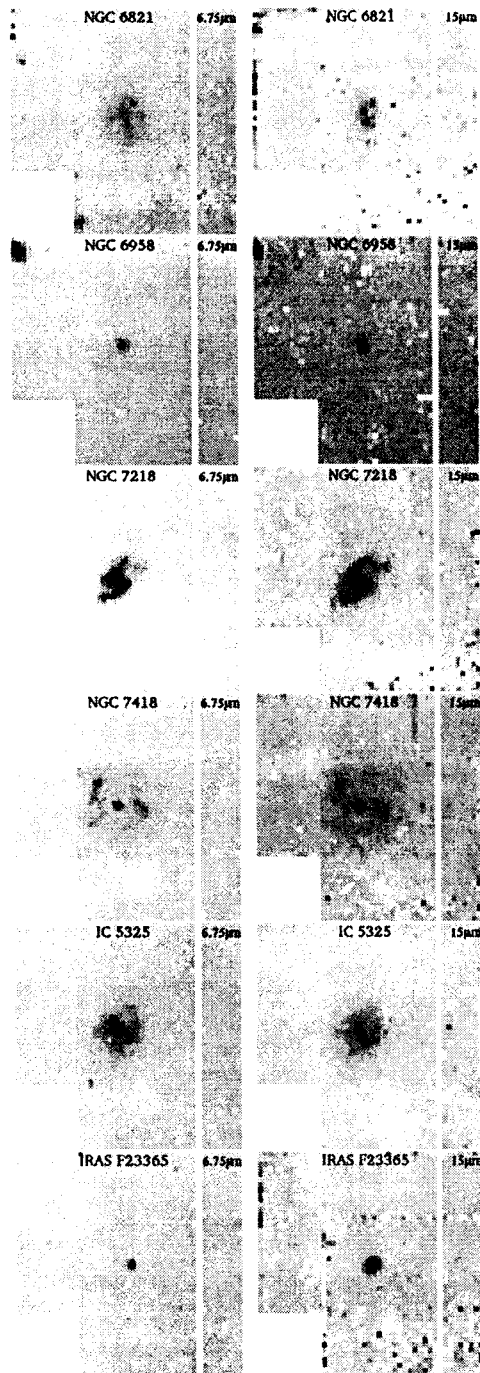 NGC 6821 6.75μm NGC 6821 15μm
NGC 6958 6.75μm NGC 6958 15μm
NGC 7218 6.75μm NGC 7218 15μm
NGC 7418 6.75μm NGC 7418 15μm
IC 5325 6.75μm IC 5325 15μm
IRAS F23365 6.75μm IRAS F23365 15μm